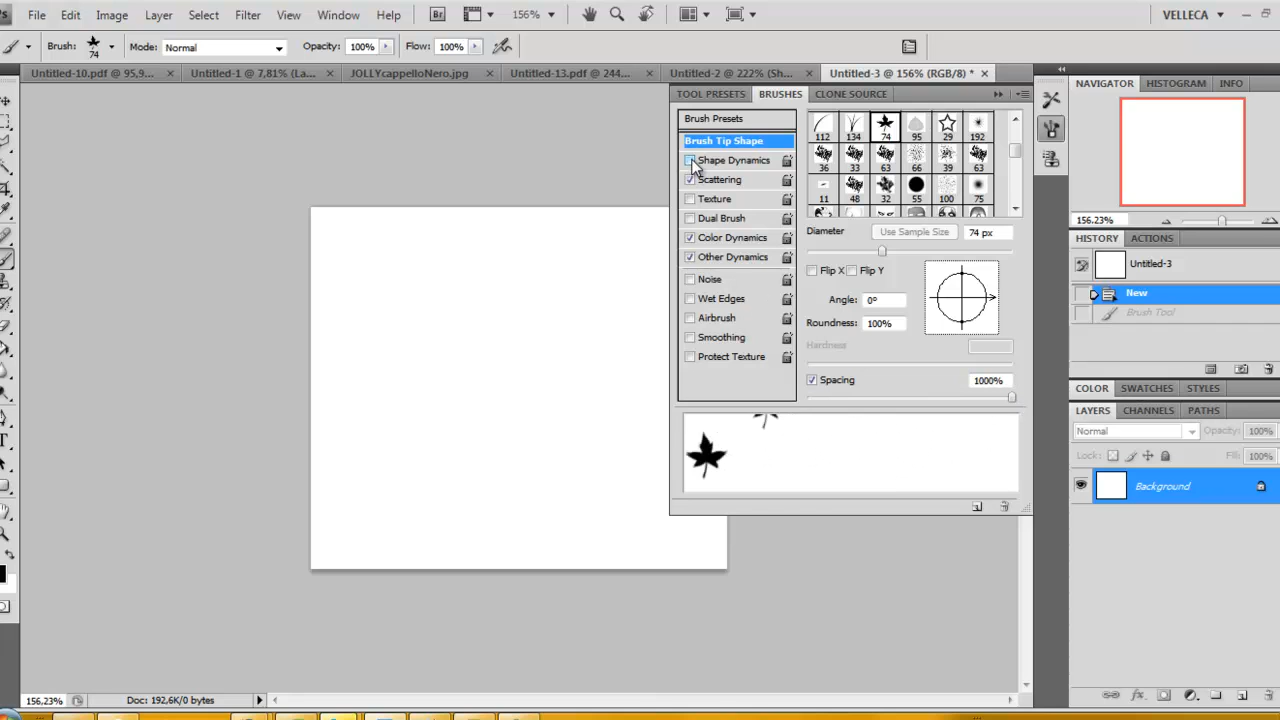 File Edit Image Layer Select Filter View Window Help Br 156% VELLECA
Brush: 74 Mode: Normal Opacity: 100% Flow: 100%
Untitled-10.pdf @ 95,9... Untitled-1 @ 7,81% (La... JOLLYcappelloNero.jpg Untitled-13.pdf @ 244... Untitled-2 @ 222% (Sh... Untitled-3 @ 156% (RGB/8) *
TOOL PRESETS BRUSHES CLONE SOURCE
Brush Presets
Brush Tip Shape
Shape Dynamics
Scattering
Texture
Dual Brush
Color Dynamics
Other Dynamics
Noise
Wet Edges
Airbrush
Smoothing
Protect Texture
112 134 74 95 29 192
36 33 63 66 39 63
11 48 32 55 100 75
Diameter Use Sample Size 74 px
Flip X Flip Y
Angle: 0º
Roundness: 100%
Hardness
Spacing 1000%
NAVIGATOR HISTOGRAM INFO
156.23%
HISTORY ACTIONS
Untitled-3
New
Brush Tool
COLOR SWATCHES STYLES
LAYERS CHANNELS PATHS
Normal Opacity: 100%
Lock: Fill: 100%
Background
156,23% Doc: 192,6K/0 bytes